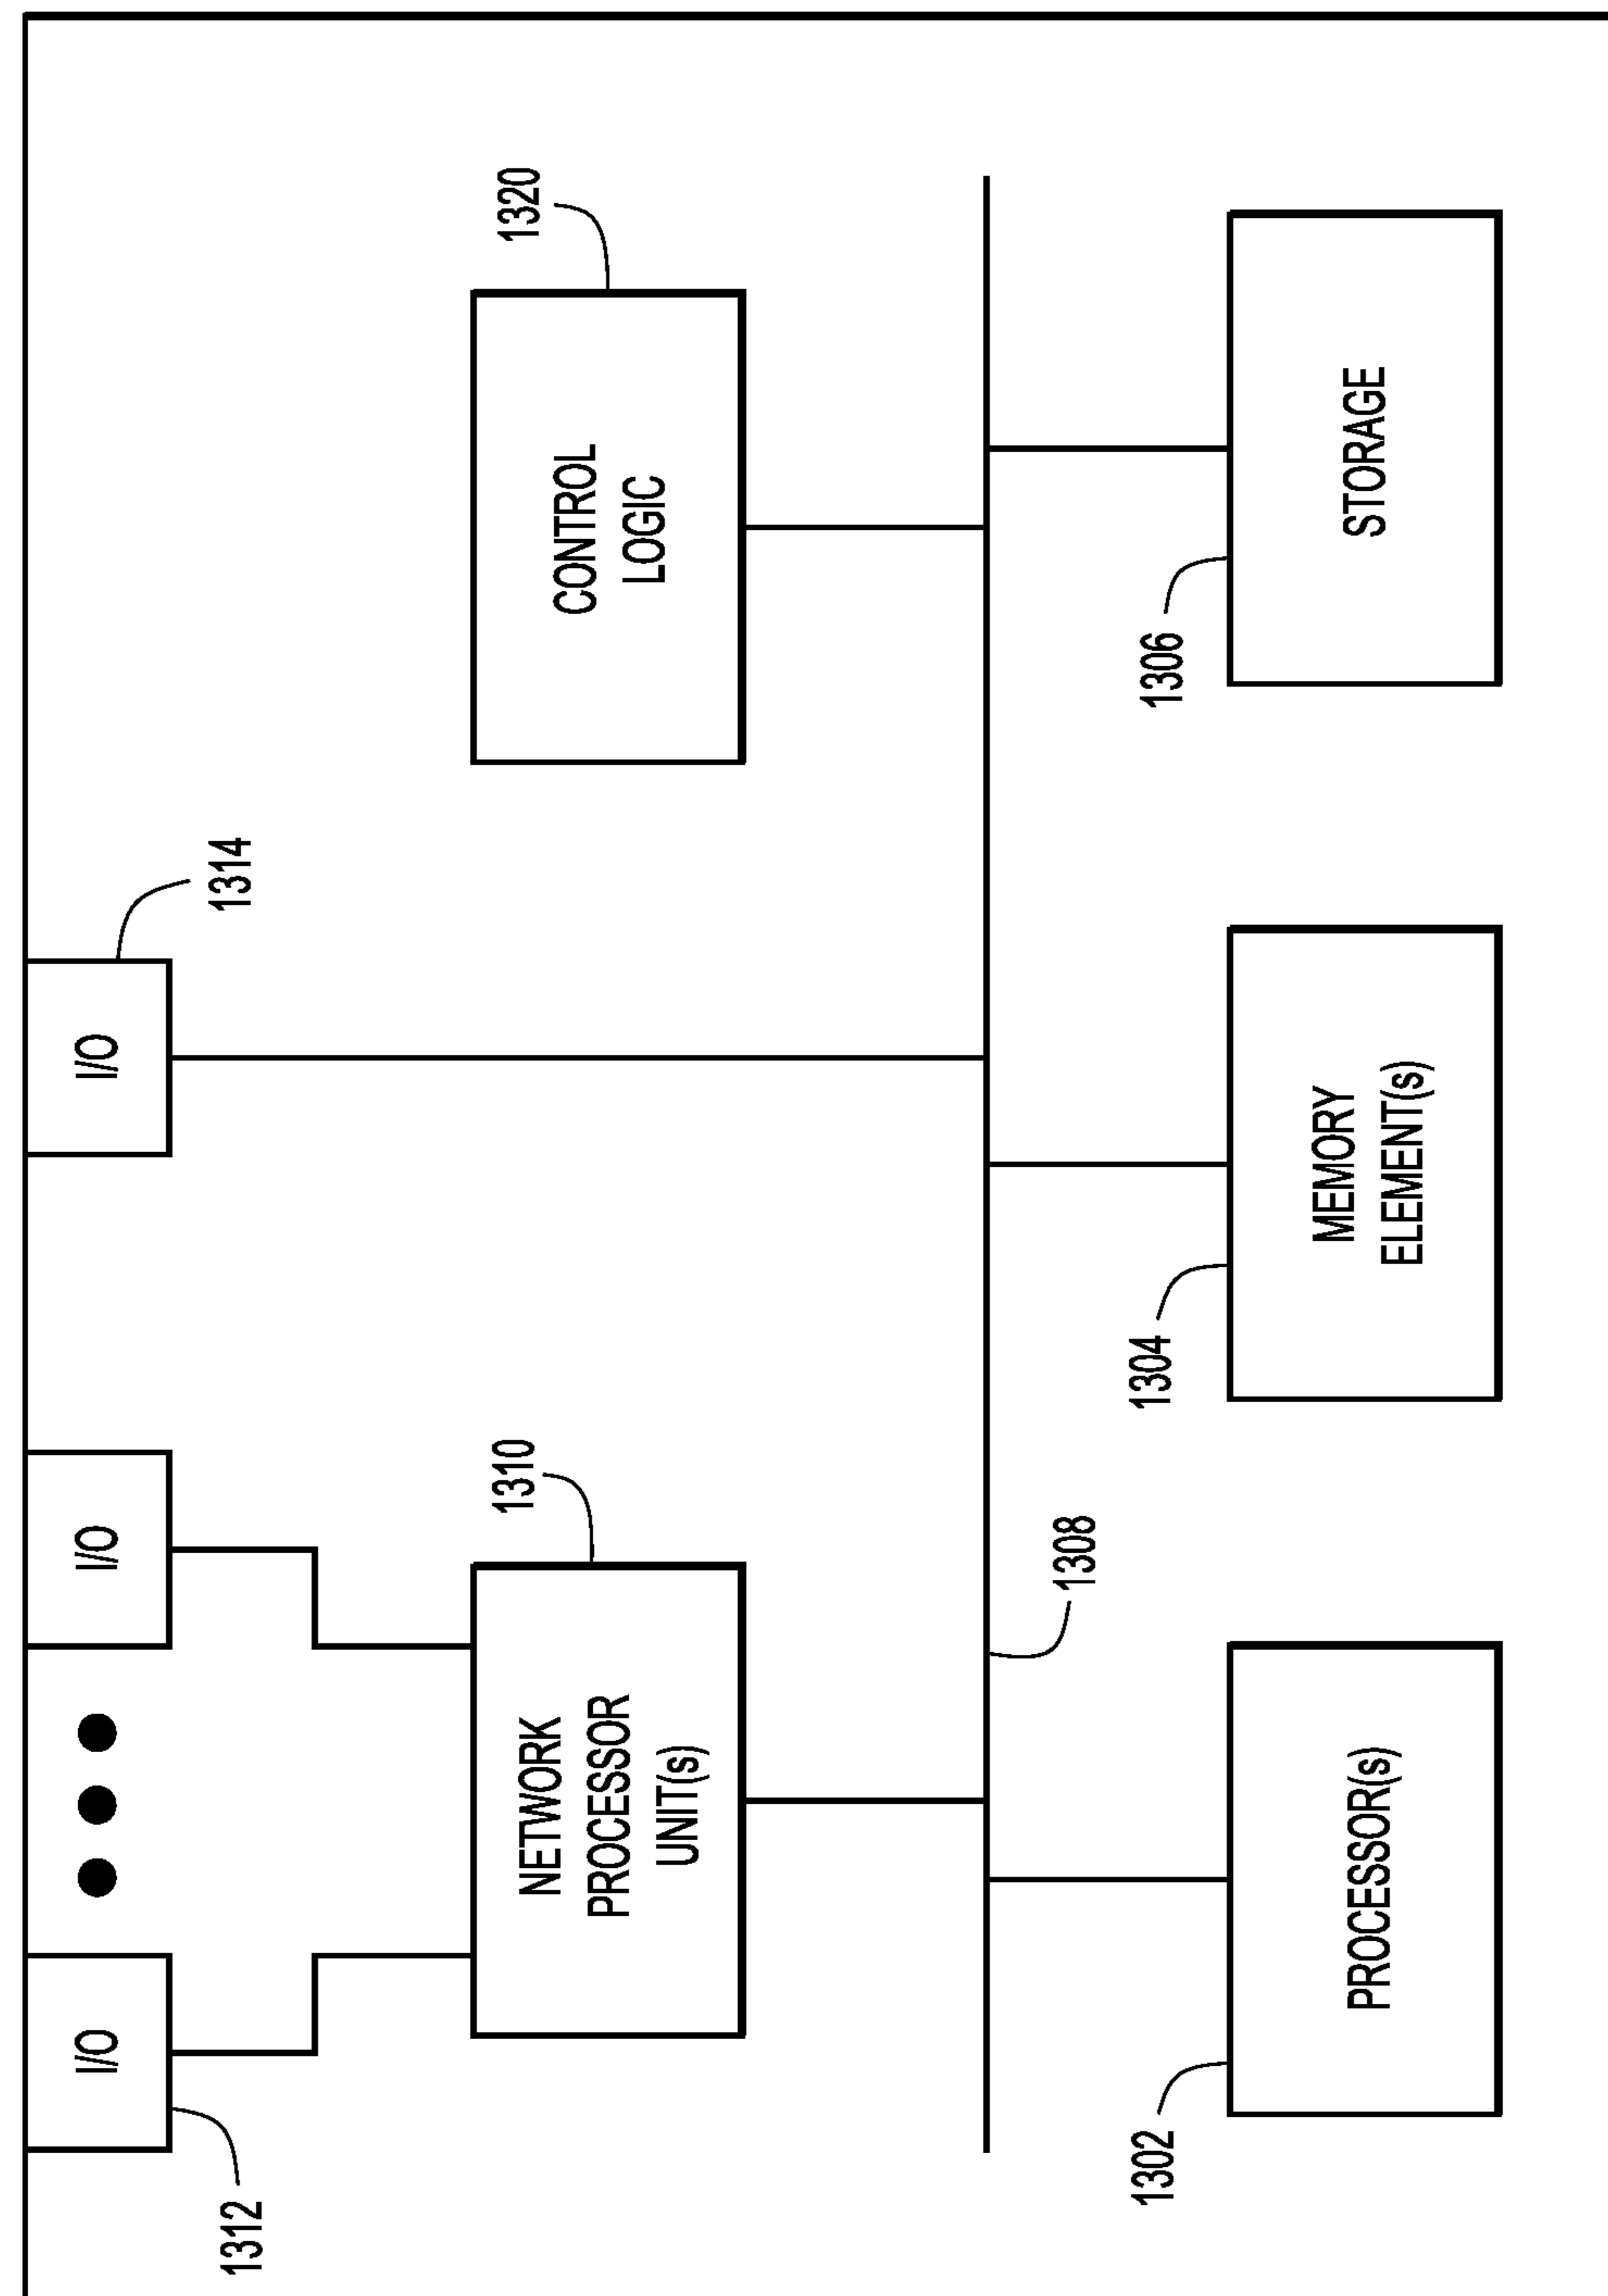 I/O
I/O
I/O
1312
1314
1310
1320
NETWORK
PROCESSOR
UNIT(s)
CONTROL
LOGIC
1308
1302
1304
1306
PROCESSOR(s)
MEMORY
ELEMENT(s)
STORAGE